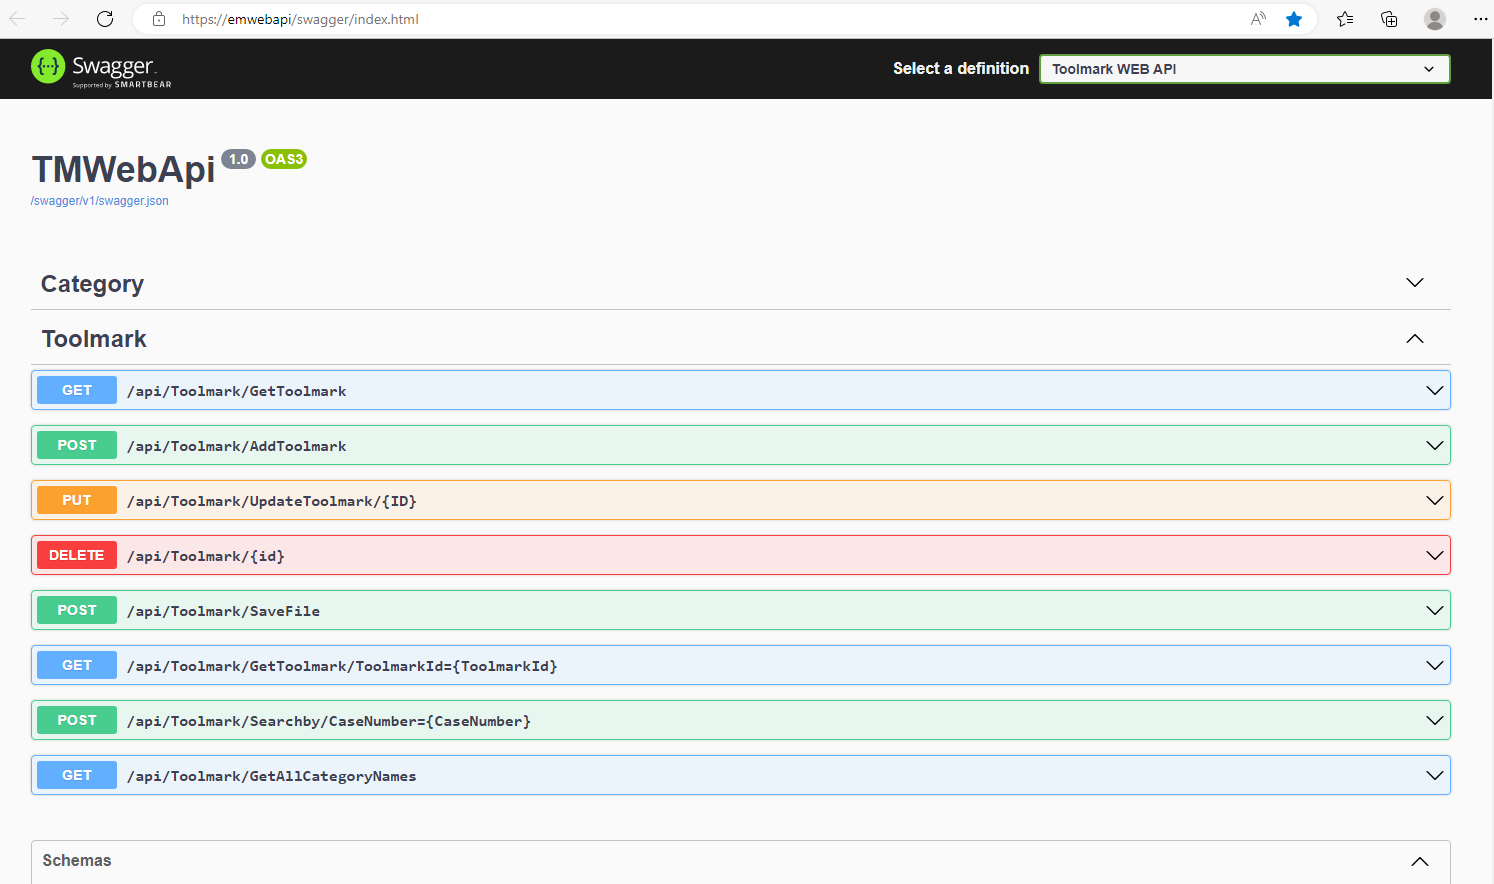 https://emwebapi/swagger/index.html
Swagger
Supported by SMARTBEAR
Select a definition
Toolmark WEB API
TMWebApi 1.0 OAS3
/swagger/v1/swagger.json
Category
Toolmark
GET /api/Toolmark/GetToolmark
POST /api/Toolmark/AddToolmark
PUT /api/Toolmark/UpdateToolmark/{ID}
DELETE /api/Toolmark/{id}
POST /api/Toolmark/SaveFile
GET /api/Toolmark/GetToolmark/ToolmarkId={ToolmarkId}
POST /api/Toolmark/Searchby/CaseNumber={CaseNumber}
GET /api/Toolmark/GetAllCategoryNames
Schemas